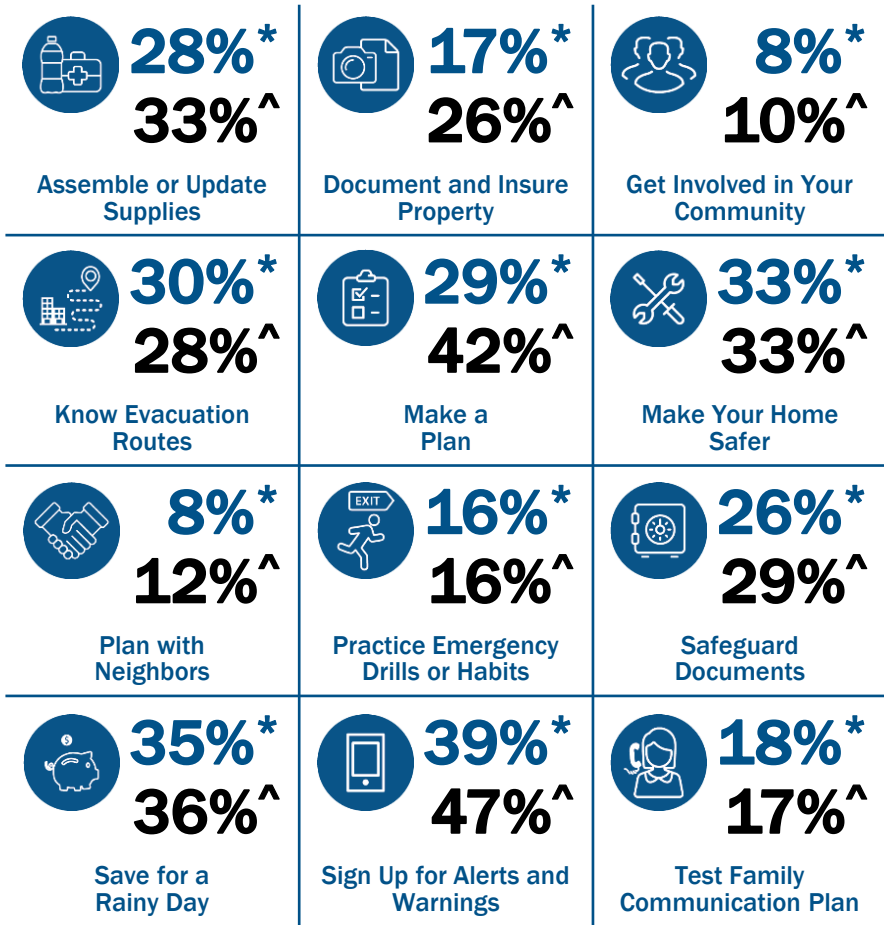 28%*
33%^
Assemble or Update
Supplies
17%*
26%^
Document and Insure
Property
8%*
10%^
Get Involved in Your
Community
30%*
28%^
Know Evacuation
Routes
29%*
42%^
Make a
Plan
33%*
33%^
Make Your Home
Safer
8%*
12%^
Plan with
Neighbors
EXIT
16%*
16%^
Practice Emergency
Drills or Habits
26%*
29%^
Safeguard
Documents
$
35%*
36%^
Save for a
Rainy Day
39%*
47%^
Sign Up for Alerts and
Warnings
18%*
17%^
Test Family
Communication Plan